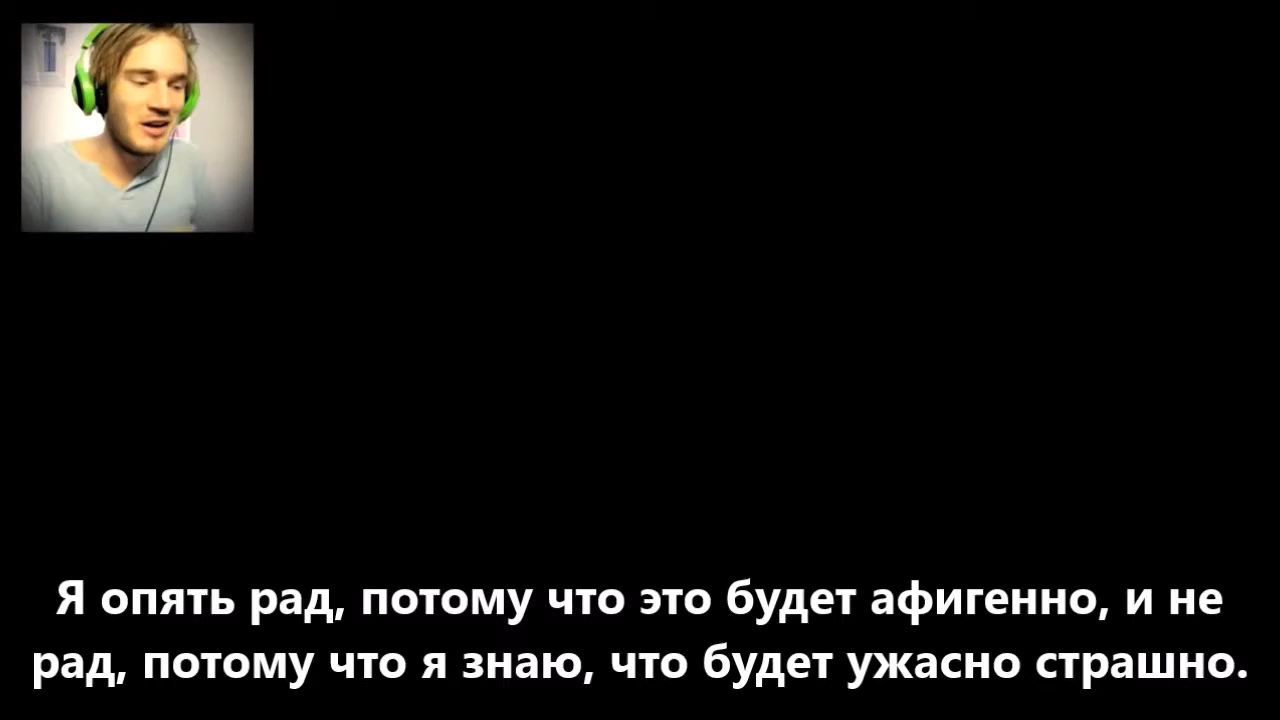 Я опять рад, потому что это будет афигенно, и не
рад, потому что я знаю, что будет ужасно страшно.